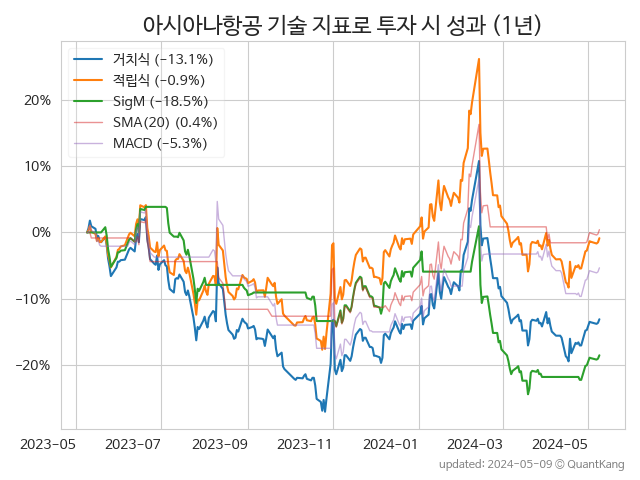 아시아나항공 기술 지표로 투자 시 성과 (1년)
거치식 (−13.1%)
적립식 (−0.9%)
SigM (−18.5%)
SMA(20) (0.4%)
MACD (−5.3%)
20%
10%
0%
−10%
−20%
2023-05 2023-07 2023-09 2023-11 2024-01 2024-03 2024-05
updated: 2024-05-09 © QuantKang